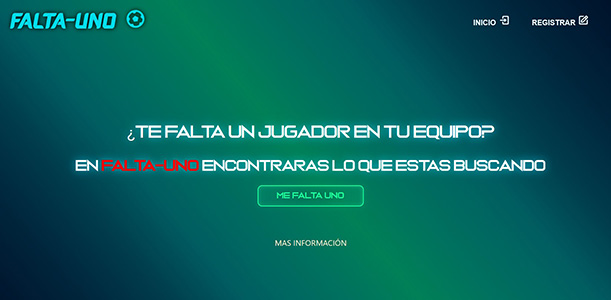 FALTA-UNO
INICIO
REGISTRAR
¿TE FALTA UN JUGADOR EN TU EQUIPO?
EN FALTA-UNO ENCONTRARAS LO QUE ESTAS BUSCANDO
ME FALTA UNO
MAS INFORMACIÓN